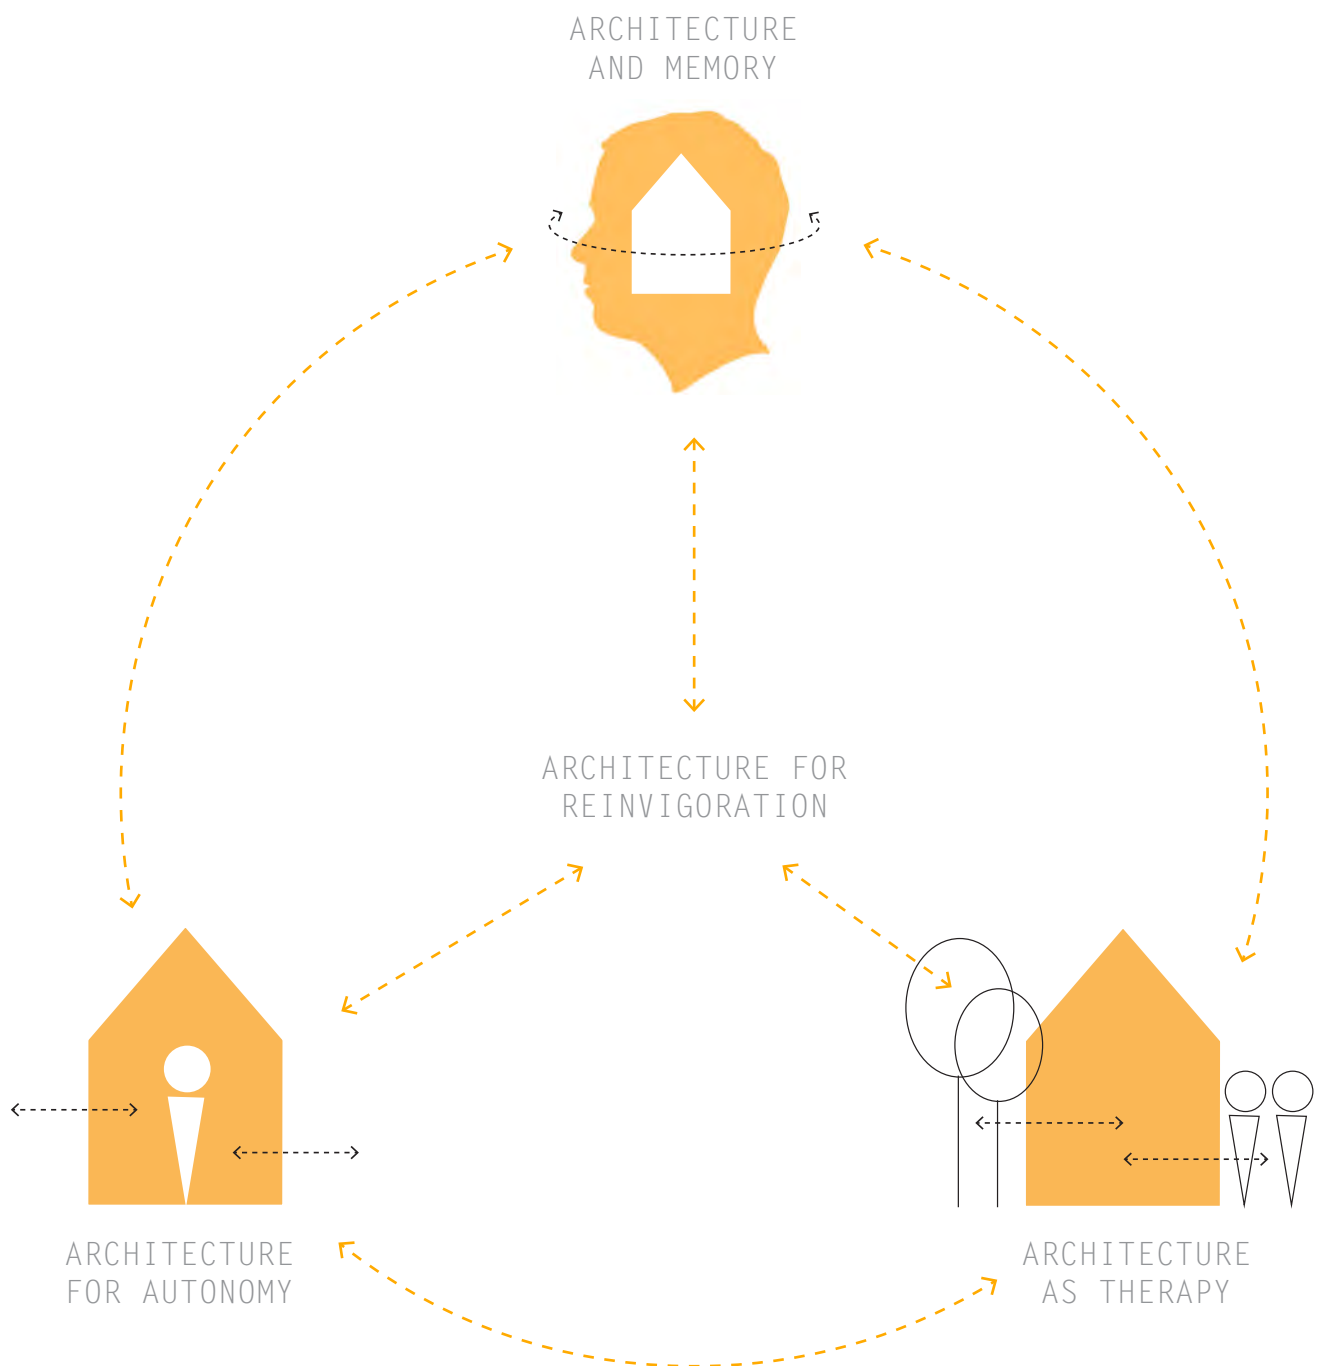 ARCHITECTURE
AND MEMORY
ARCHITECTURE FOR
REINVIGORATION
ARCHITECTURE
FOR AUTONOMY
ARCHITECTURE
AS THERAPY